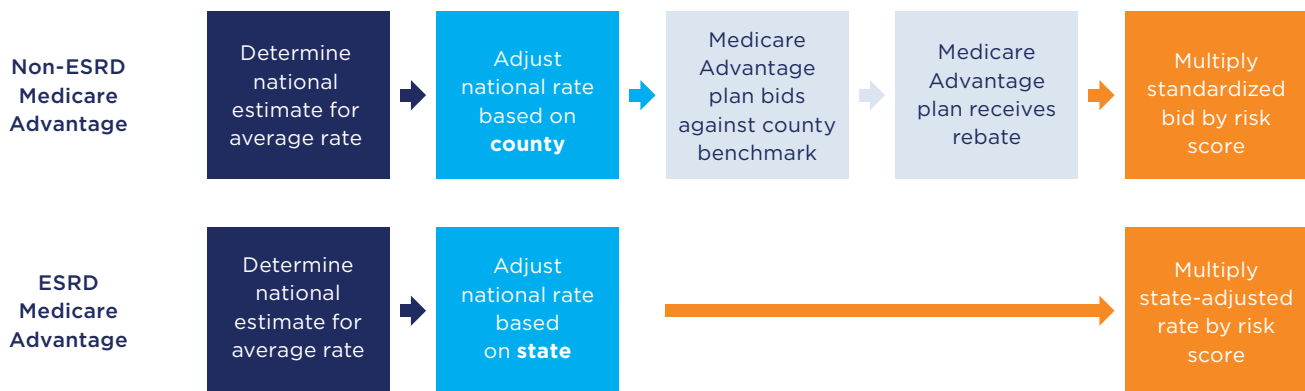 Non-ESRD
Medicare
Advantage
Determine
national
estimate for
average rate
Adjust
national rate
based on
county
Medicare
Advantage
plan bids
against county
benchmark
Medicare
Advantage
plan receives
rebate
Multiply
standardized
bid by risk
score
ESRD
Medicare
Advantage
Determine
national
estimate for
average rate
Adjust
national rate
based
on state
Multiply
state-adjusted
rate by risk
score